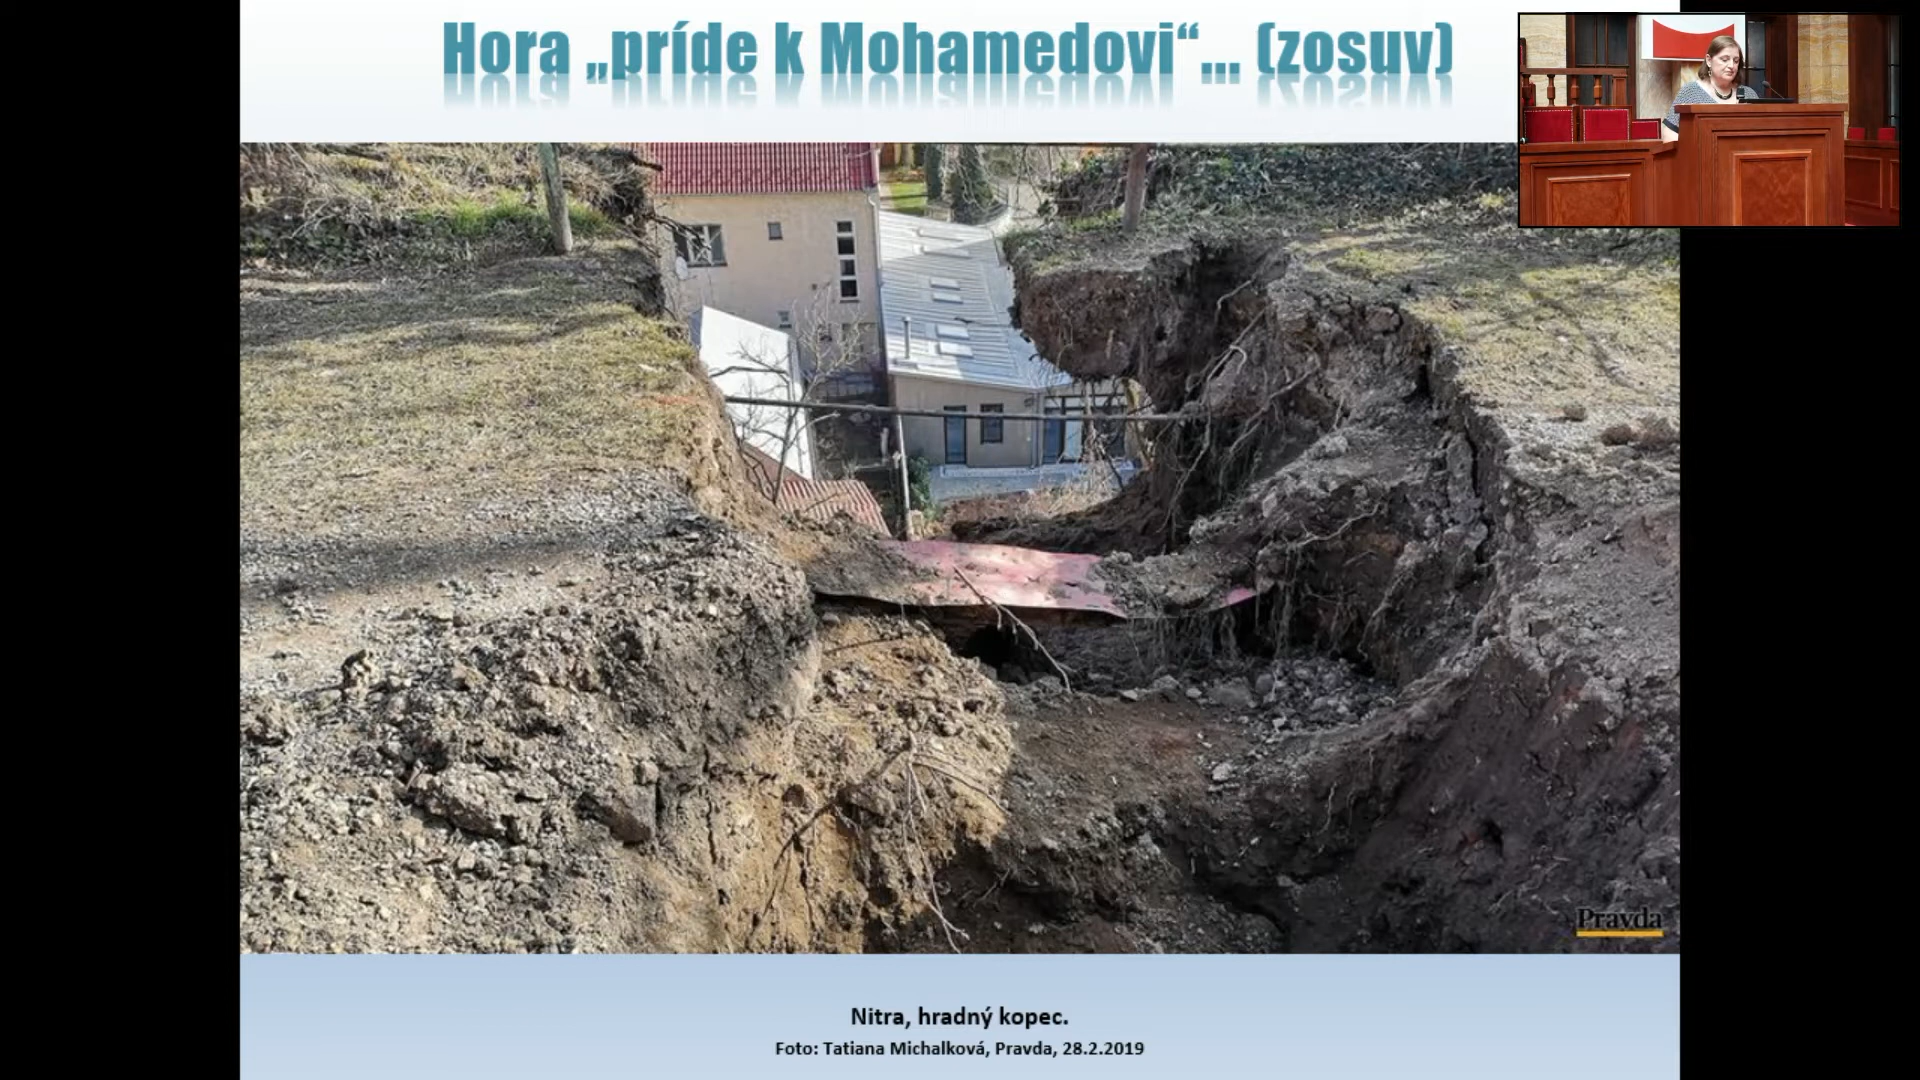 Hora „príde k Mohamedovi“... (zosuv)
Pravda
Nitra, hradný kopec.
Foto: Tatiana Michalková, Pravda, 28.2.2019